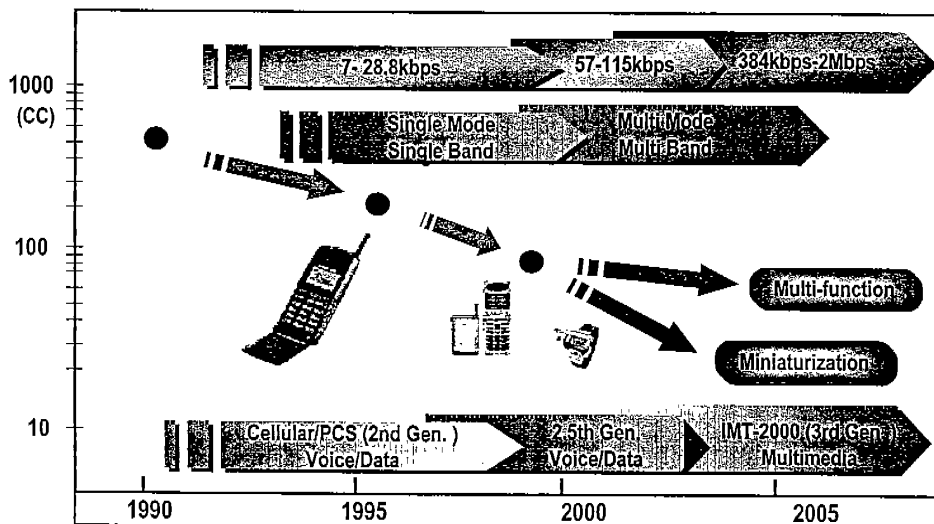 7- 28.8kbps
57-115kbps
384kbps-2Mbps
1000
(CC)
Single Mode
Single Band
Multi Mode
Multi Band
100
Multi-function
Miniaturization
10
Cellular/PCS (2nd Gen. )
Voice/Data
2.5th Gen.
Voice/Data
IMT-2000 (3rd Gen. )
Multimedia
1990
1995
2000
2005